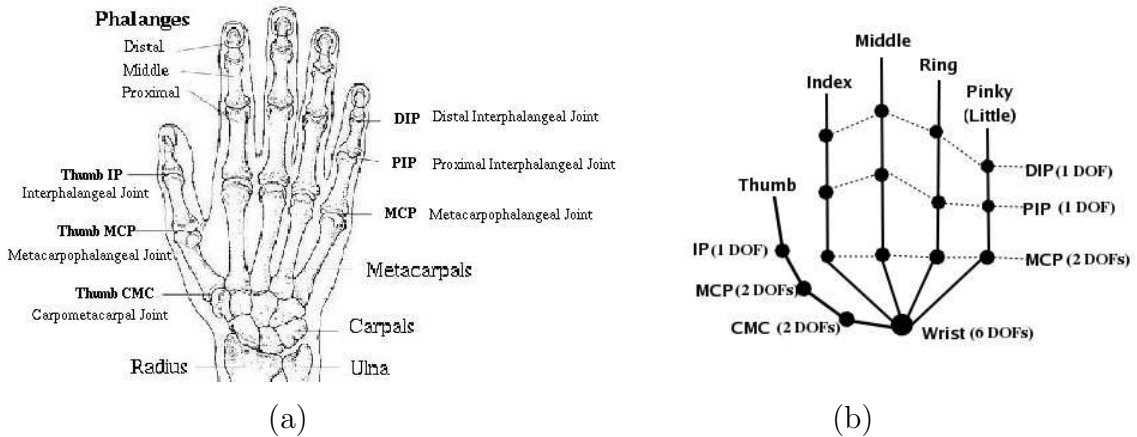 Phalanges
Distal
Middle
Proximal
DIP Distal Interphalangeal Joint
PIP Proximal Interphalangeal Joint
Thumb IP
Interphalangeal Joint
MCP Metacarpophalangeal Joint
Thumb MCP
Metacarpophalangeal Joint
Metacarpals
Thumb CMC
Carpometacarpal Joint
Carpals
Radius
Ulna
(a)
Middle
Ring
Index
Pinky
(Little)
DIP (1 DOF)
Thumb
PIP (1 DOF)
IP (1 DOF)
MCP (2 DOFs)
MCP (2 DOFs)
CMC (2 DOFs)
Wrist (6 DOFs)
(b)